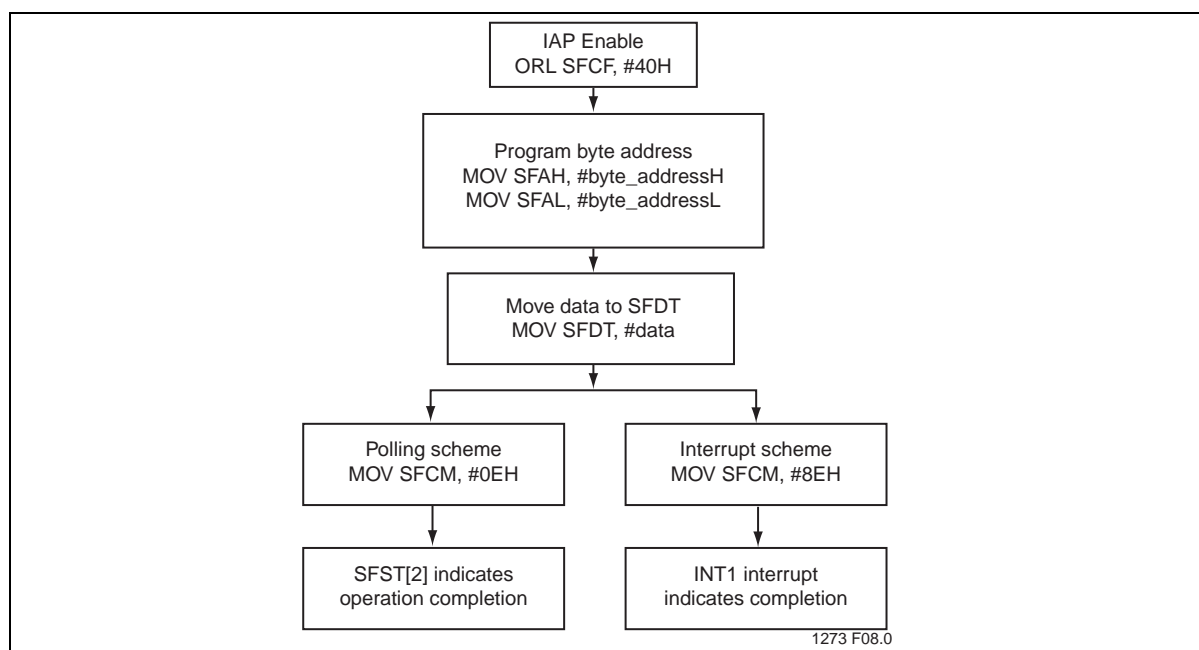 IAP Enable
ORL SFCF, #40H
Program byte address
MOV SFAH, #byte_addressH
MOV SFAL, #byte_addressL
Move data to SFDT
MOV SFDT, #data
Polling scheme
MOV SFCM, #0EH
Interrupt scheme
MOV SFCM, #8EH
SFST[2] indicates
operation completion
INT1 interrupt
indicates completion
1273 F08.0